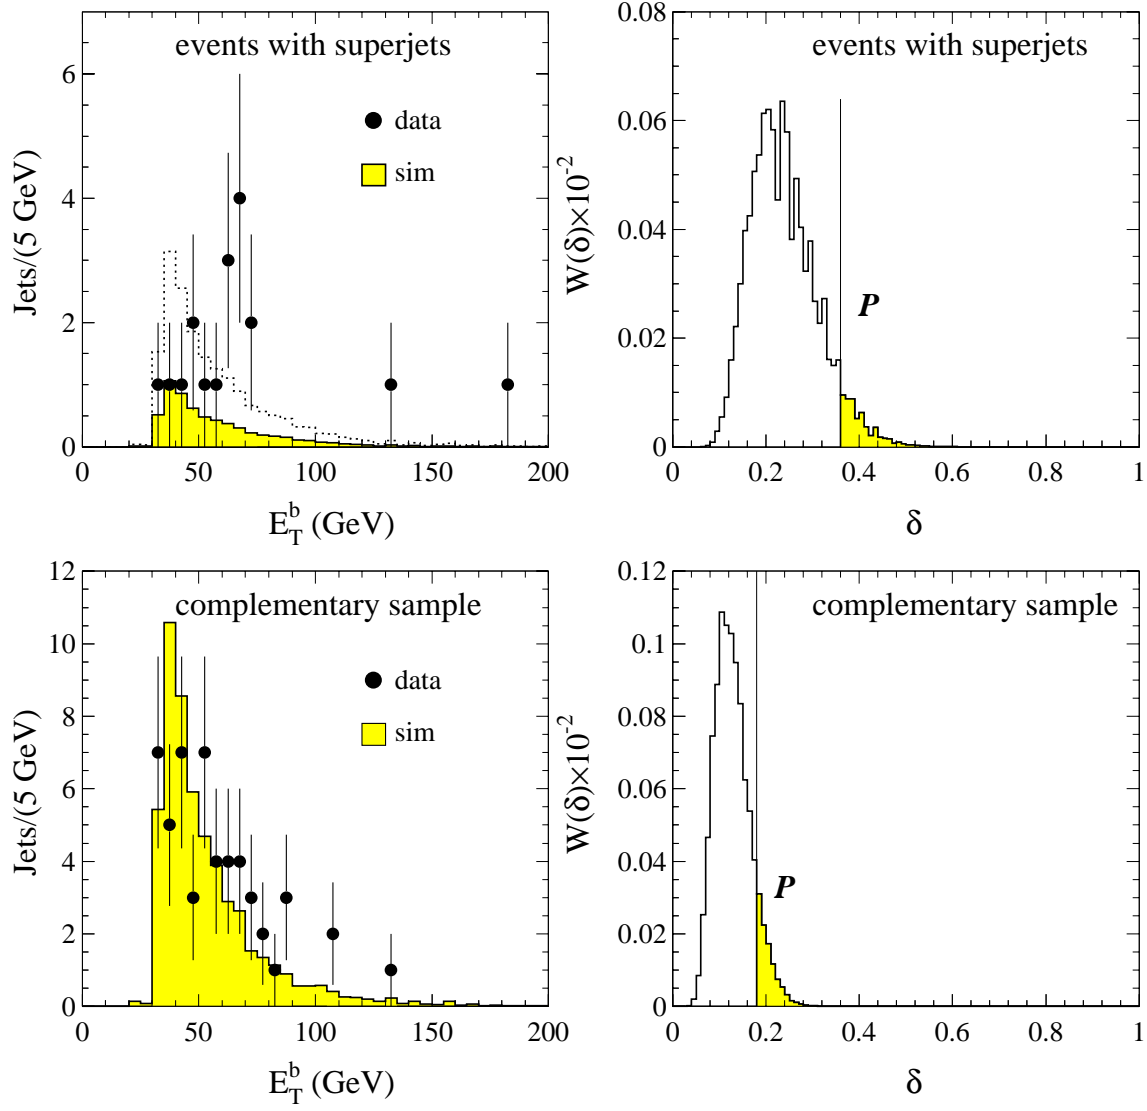 events with superjets
data
sim
Jets/(5 GeV)
0
2
4
6
0 50 100 150 200
E_T^b (GeV)
events with superjets
P
W(δ)×10^-2
0
0.02
0.04
0.06
0.08
0 0.2 0.4 0.6 0.8 1
δ
complementary sample
data
sim
Jets/(5 GeV)
0
2
4
6
8
10
12
0 50 100 150 200
E_T^b (GeV)
complementary sample
P
W(δ)×10^-2
0
0.02
0.04
0.06
0.08
0.1
0.12
0 0.2 0.4 0.6 0.8 1
δ